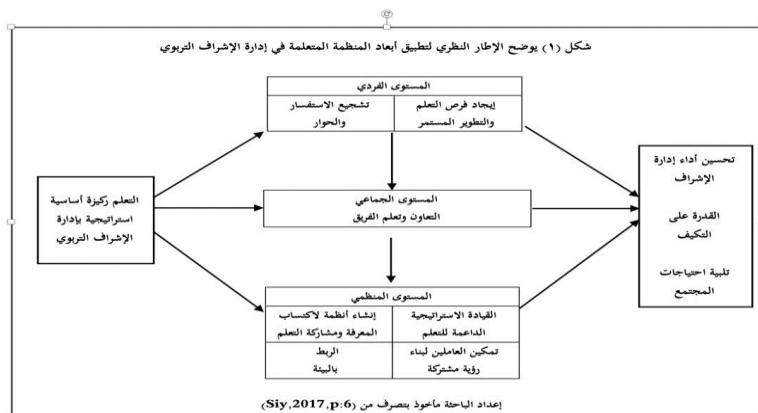 شكل (١) يوضح الإطار النظري لتطبيق أبعاد المنظمة المتعلمة في إدارة الإشراف التربوي
المستوى الفردي
إيجاد فرص التعلم
والتطوير المستمر
تشجيع الاستفسار
والحوار
التعلم ركيزة أساسية
استراتيجية بإدارة
الإشراف التربوي
المستوى الجماعي
التعاون وتعلم الفريق
تحسين أداء إدارة
الإشراف
القدرة على
التكيف
تلبية احتياجات
المجتمع
المستوى المنظمي
القيادة الاستراتيجية
الداعمة للتعلم
إنشاء أنظمة لاكتساب
المعرفة ومشاركة التعلم
تمكين العاملين لبناء
رؤية مشتركة
الربط
بالبيئة
إعداد الباحثة مأخوذ بتصرف من (Siy,2017,p:6)